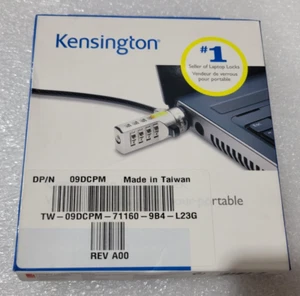 Kensington®
#1
Seller of Laptop Locks
Vendeur de verrous
pour portable
DP/N 09DCPM Made in Taiwan
TW-09DCPM-71160-9B4-L23G
portable
REV A00